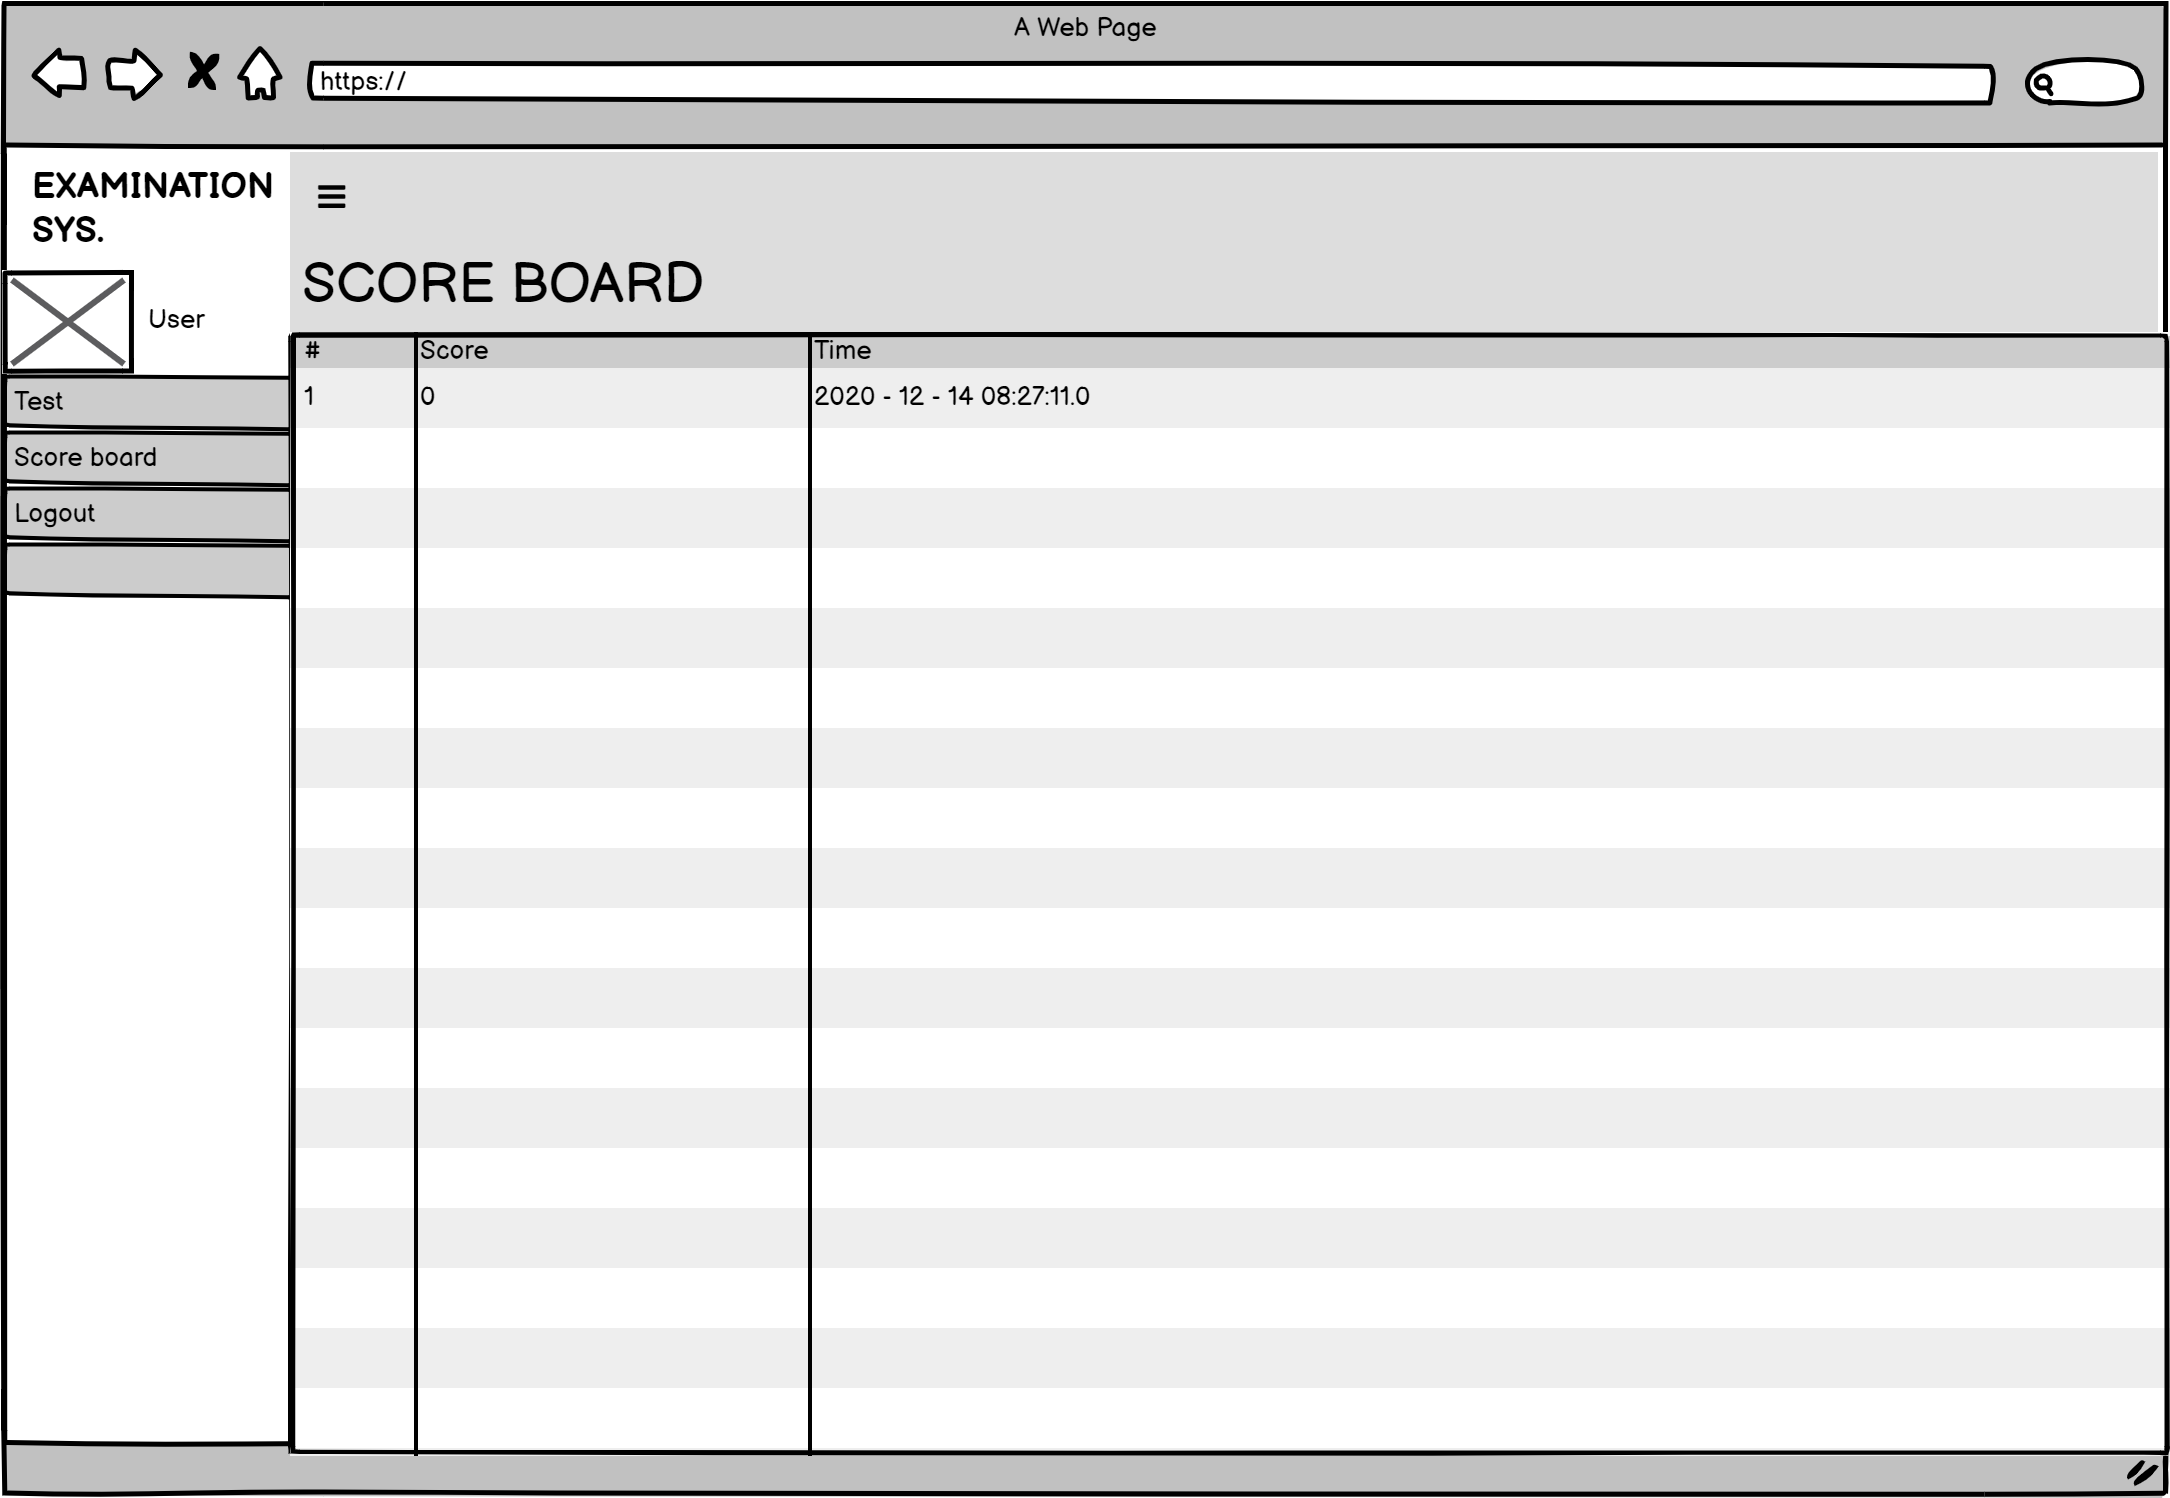 A Web Page
https://
EXAMINATION
SYS.
User
Test
Score board
Logout
SCORE BOARD
# Score Time
1 0 2020 - 12 - 14 08:27:11.0